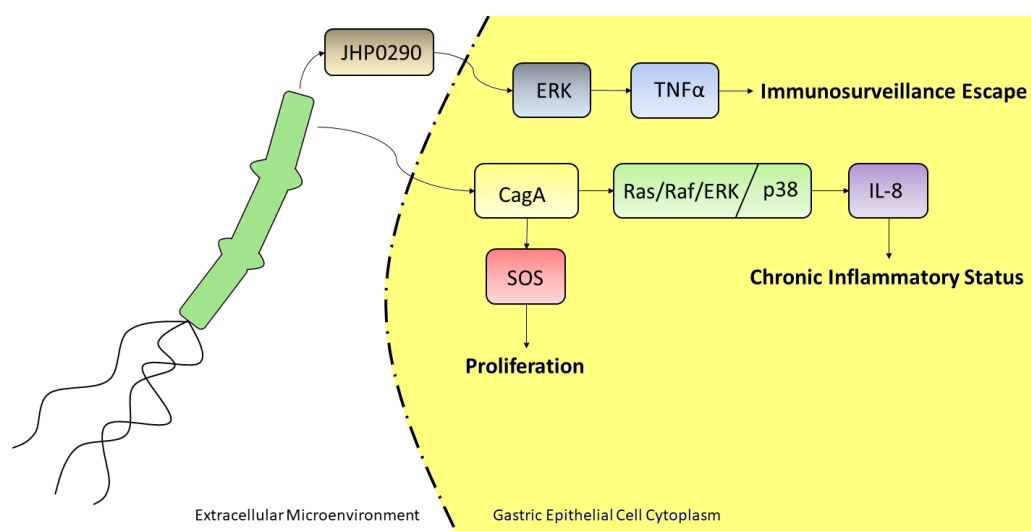 JHP0290
ERK
TNFα
Immunosurveillance Escape
CagA
Ras/Raf/ERK
p38
IL-8
SOS
Chronic Inflammatory Status
Proliferation
Extracellular Microenvironment
Gastric Epithelial Cell Cytoplasm